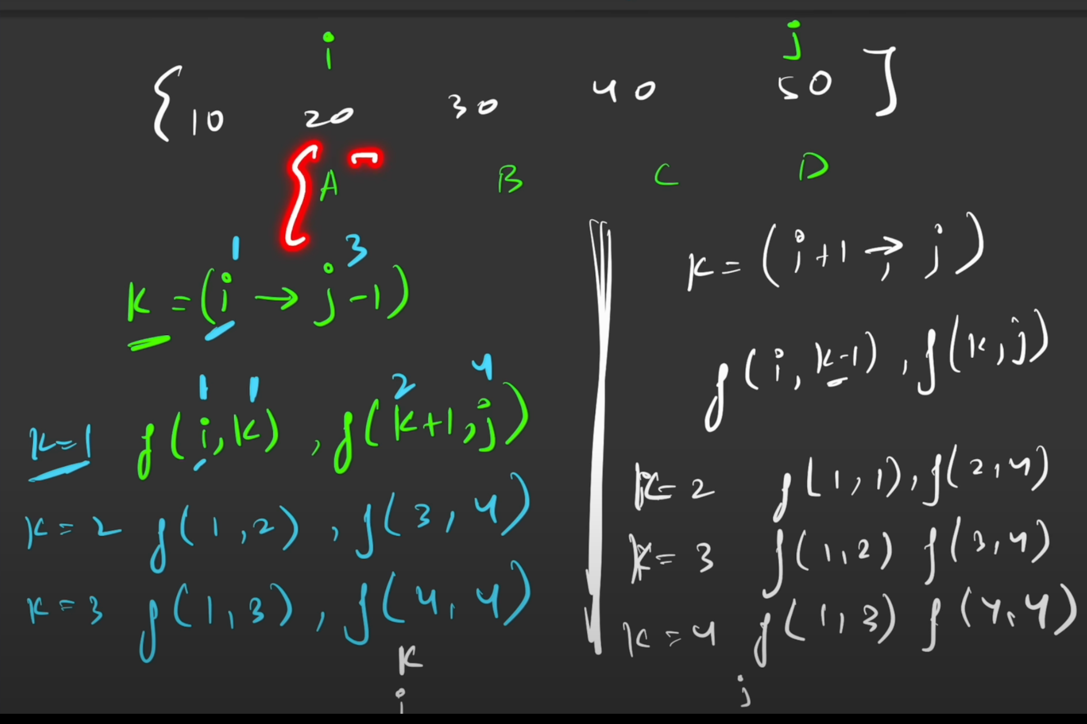 i j
{ 10 20 30 40 50 ]
{ A B C D
1 3
k = (i → j -1)
k = (i+1 → j)
1 1 2 4
k=1 f(i,k) , f(k+1,j)
f(i, k-1) , f(k,j)
k=2 f(1,2) , f(3,4)
k=3 f(1,3) , f(4,4)
k=2 f(1,1), f(2,4)
k=3 f(1,2) f(3,4)
k=4 f(1,3) f(4,4)
k
i j